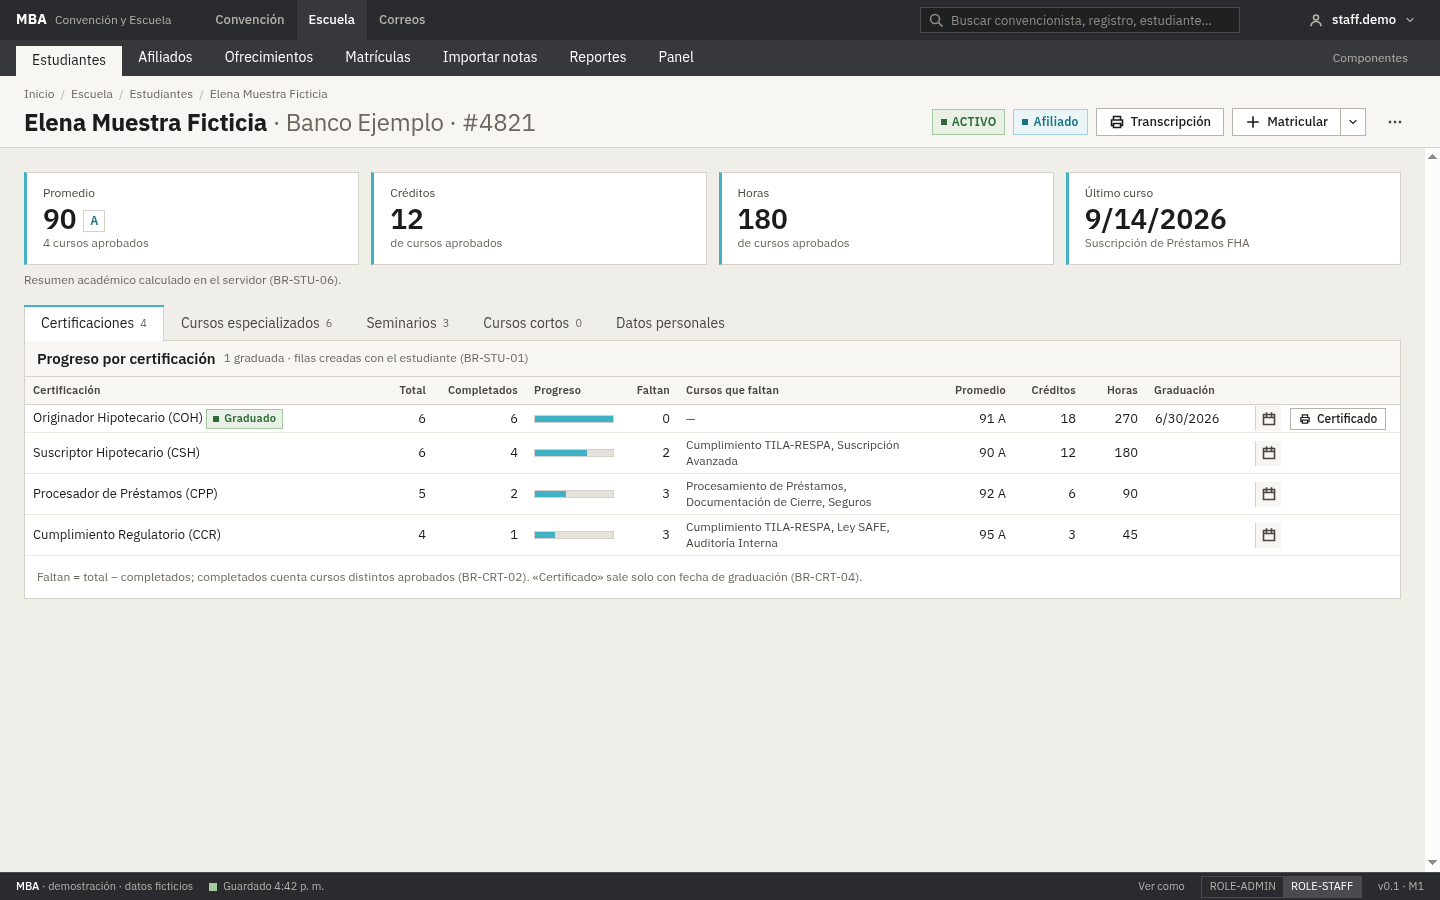 MBA Convención y Escuela Convención Escuela Correos Buscar convencionista, registro, estudiante... staff.demo
Estudiantes Afiliados Ofrecimientos Matrículas Importar notas Reportes Panel Componentes
Inicio / Escuela / Estudiantes / Elena Muestra Ficticia
Elena Muestra Ficticia · Banco Ejemplo · #4821 ACTIVO Afiliado Transcripción Matricular
Promedio Créditos Horas Último curso
90 A 12 180 9/14/2026
4 cursos aprobados de cursos aprobados de cursos aprobados Suscripción de Préstamos FHA
Resumen académico calculado en el servidor (BR-STU-06).
Certificaciones 4 Cursos especializados 6 Seminarios 3 Cursos cortos 0 Datos personales
Progreso por certificación 1 graduada · filas creadas con el estudiante (BR-STU-01)
Certificación Total Completados Progreso Faltan Cursos que faltan Promedio Créditos Horas Graduación
Originador Hipotecario (COH) Graduado 6 6 0 — 91 A 18 270 6/30/2026 Certificado
Suscriptor Hipotecario (CSH) 6 4 2 Cumplimiento TILA-RESPA, Suscripción 90 A 12 180
Avanzada
Procesador de Préstamos (CPP) 5 2 3 Procesamiento de Préstamos, 92 A 6 90
Documentación de Cierre, Seguros
Cumplimiento Regulatorio (CCR) 4 1 3 Cumplimiento TILA-RESPA, Ley SAFE, 95 A 3 45
Auditoría Interna
Faltan = total − completados; completados cuenta cursos distintos aprobados (BR-CRT-02). «Certificado» sale solo con fecha de graduación (BR-CRT-04).
MBA · demostración · datos ficticios Guardado 4:42 p. m. Ver como ROLE-ADMIN ROLE-STAFF v0.1 · M1